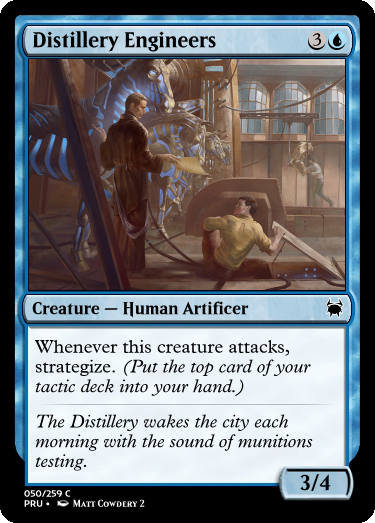 Distillery Engineers 3
Creature — Human Artificer
Whenever this creature attacks,
strategize. (Put the top card of your
tactic deck into your hand.)
The Distillery wakes the city each
morning with the sound of munitions
testing.
3/4
050/259 C
PRU • Matt Cowdery 2